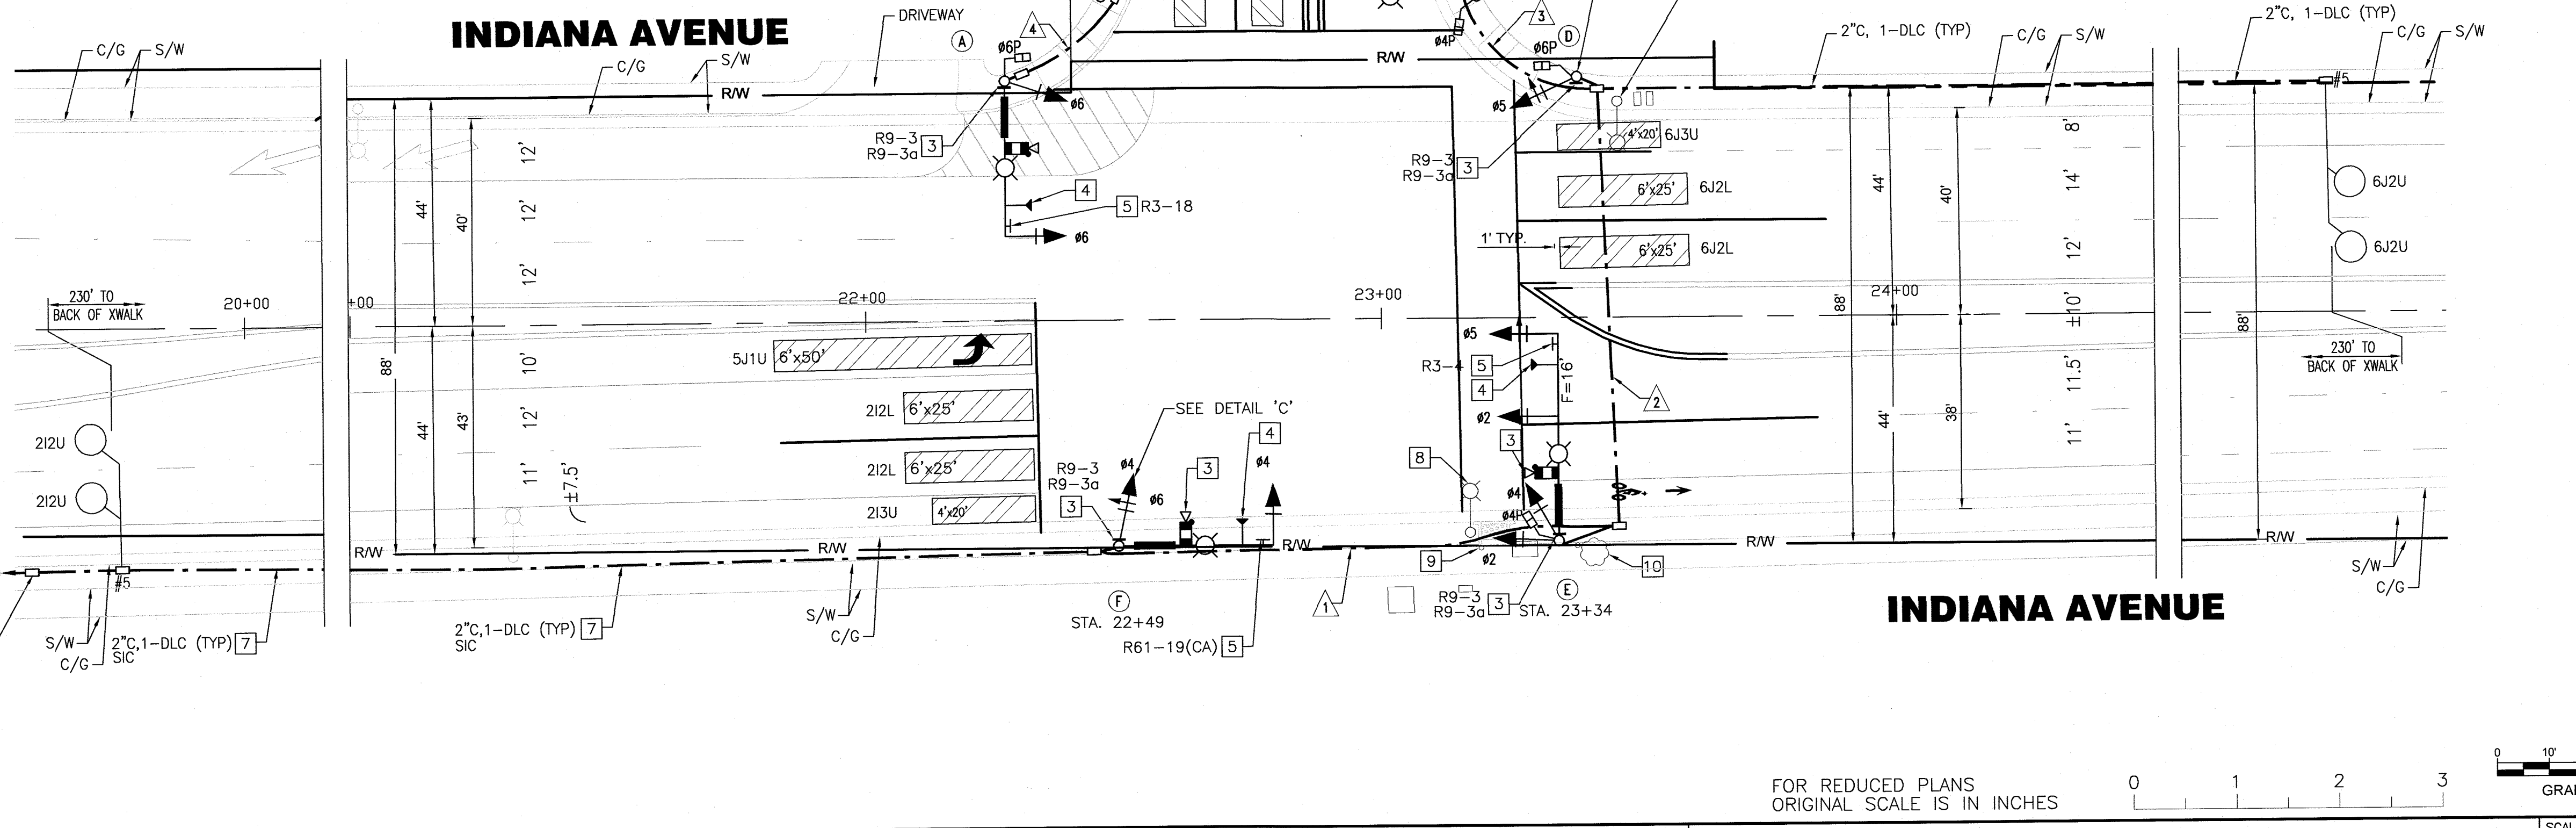 INDIANA AVENUE
DRIVEWAY
C/G
S/W
C/G
S/W
R/W
A
Ø6P
4
Ø6
R9-3
R9-3a
3
4
5 R3-18
Ø6
R/W
Ø4P
3
D
Ø6P
Ø5
R9-3
R9-3a
3
4'x20' 6J3U
6'x25' 6J2L
6'x25' 6J2L
1' TYP.
2"C, 1-DLC (TYP)
C/G
S/W
2"C, 1-DLC (TYP)
C/G
S/W
#5
6J2U
6J2U
44'
40'
12'
12'
12'
88'
44'
43'
10'
12'
11'
±7.5'
230' TO
BACK OF XWALK
20+00
+00
22+00
23+00
24+00
5J1U 6'x50'
2I2L 6'x25'
2I2L 6'x25'
2I3U 4'x20'
2I2U
2I2U
SEE DETAIL 'C'
R9-3
R9-3a
3
Ø4
Ø6
3
4
Ø4
Ø5
R3-4 5
4
F=16'
Ø2
2
3
8
Ø4
Ø4P
9
Ø2
10
44'
40'
8'
14'
12'
±10'
11.5'
11'
88'
44'
38'
88'
230' TO
BACK OF XWALK
R/W
R/W
R/W
R/W
R/W
#5
S/W
C/G
2"C,1-DLC (TYP) 7
SIC
2"C,1-DLC (TYP) 7
SIC
S/W
C/G
F
STA. 22+49
R61-19(CA) 5
1
R9-3
R9-3a
3
E
STA. 23+34
S/W
C/G
INDIANA AVENUE
FOR REDUCED PLANS
ORIGINAL SCALE IS IN INCHES
0 1 2 3
0 10'